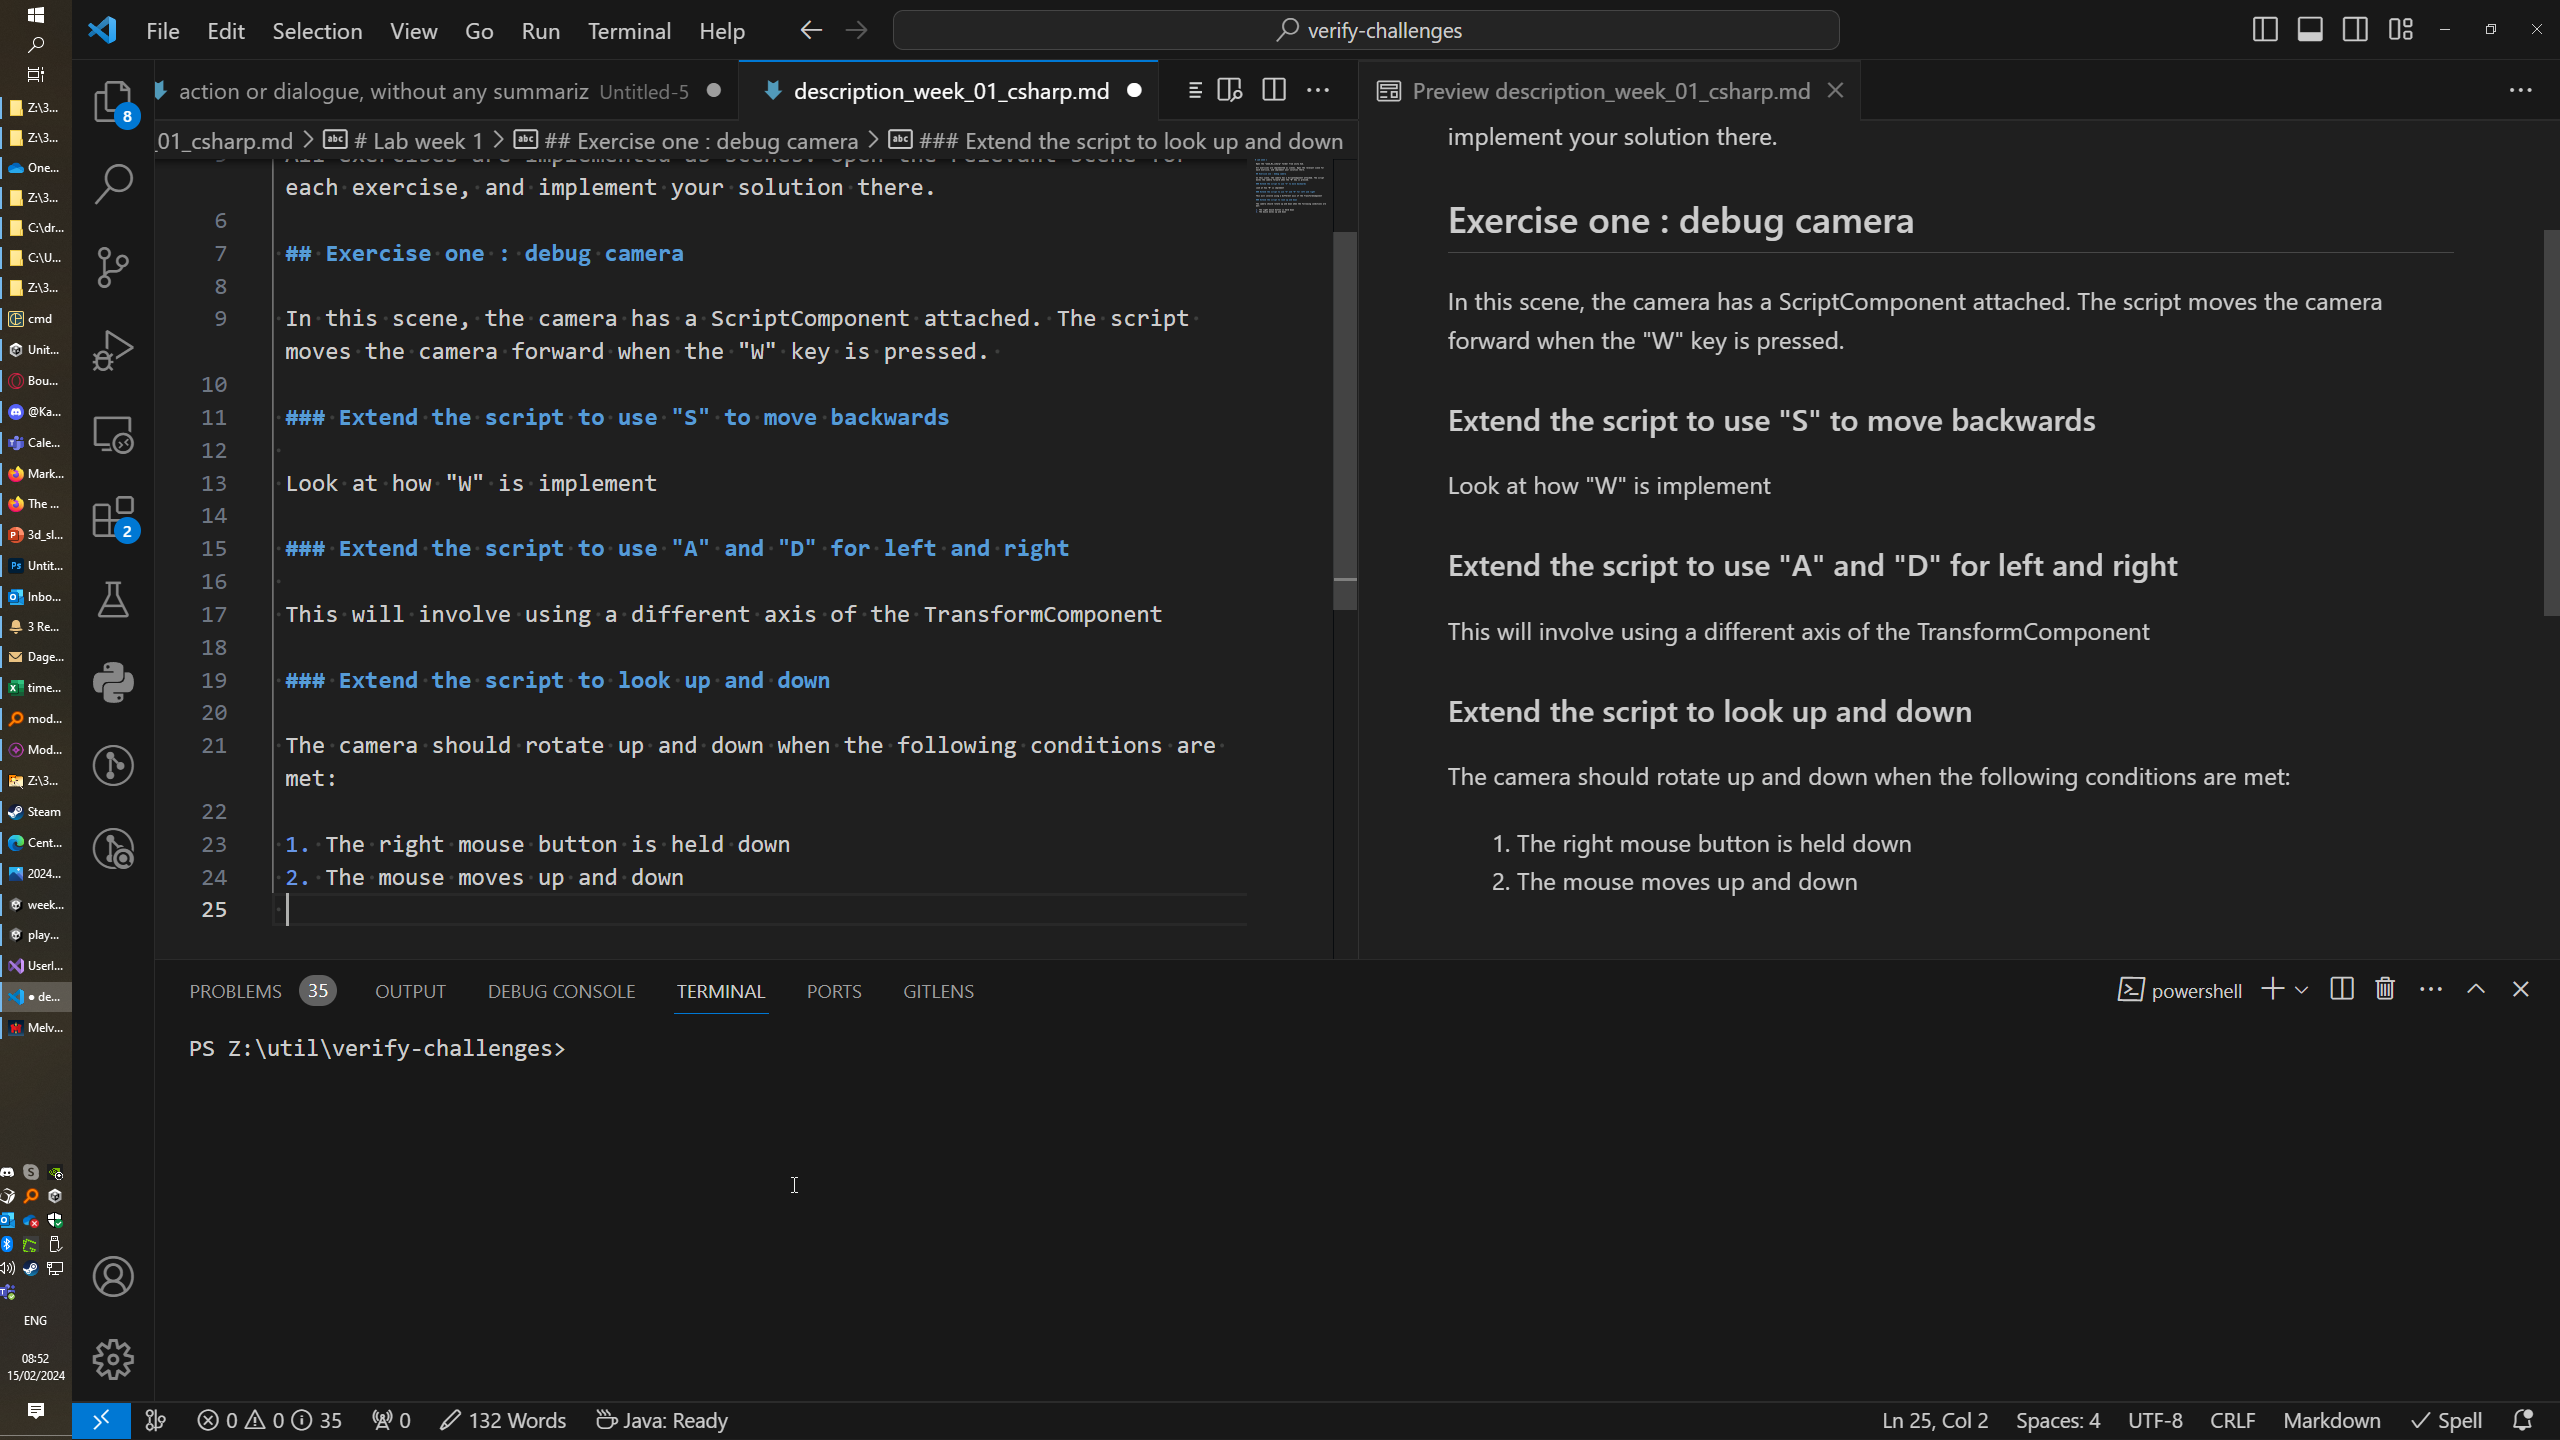 File Edit Selection View Go Run Terminal Help
verify-challenges
action or dialogue, without any summariz Untitled-5
description_week_01_csharp.md
Preview description_week_01_csharp.md
_01_csharp.md > # Lab week 1 > ## Exercise one : debug camera > ### Extend the script to look up and down
each exercise, and implement your solution there.
6
7 ## Exercise one : debug camera
8
9 In this scene, the camera has a ScriptComponent attached. The script
moves the camera forward when the "W" key is pressed.
10
11 ### Extend the script to use "S" to move backwards
12
13 Look at how "W" is implement
14
15 ### Extend the script to use "A" and "D" for left and right
16
17 This will involve using a different axis of the TransformComponent
18
19 ### Extend the script to look up and down
20
21 The camera should rotate up and down when the following conditions are
met:
22
23 1. The right mouse button is held down
24 2. The mouse moves up and down
25
implement your solution there.
Exercise one : debug camera
In this scene, the camera has a ScriptComponent attached. The script moves the camera
forward when the "W" key is pressed.
Extend the script to use "S" to move backwards
Look at how "W" is implement
Extend the script to use "A" and "D" for left and right
This will involve using a different axis of the TransformComponent
Extend the script to look up and down
The camera should rotate up and down when the following conditions are met:
1. The right mouse button is held down
2. The mouse moves up and down
PROBLEMS 35 OUTPUT DEBUG CONSOLE TERMINAL PORTS GITLENS
powershell
PS Z:\util\verify-challenges>
0 0 35 0 132 Words Java: Ready
Ln 25, Col 2 Spaces: 4 UTF-8 CRLF Markdown Spell
8
2
Z:\3...
Z:\3...
One...
Z:\3...
C:\dr...
C:\U...
Z:\3...
cmd
Unit...
Bou...
@Ka...
Cale...
Mark...
The ...
3d_sl...
Untit...
Inbo...
3 Re...
Dage...
time...
mod...
Mod...
Z:\3...
Steam
Cent...
2024...
week...
play...
UserI...
● de...
Melv...
ENG
08:52
15/02/2024